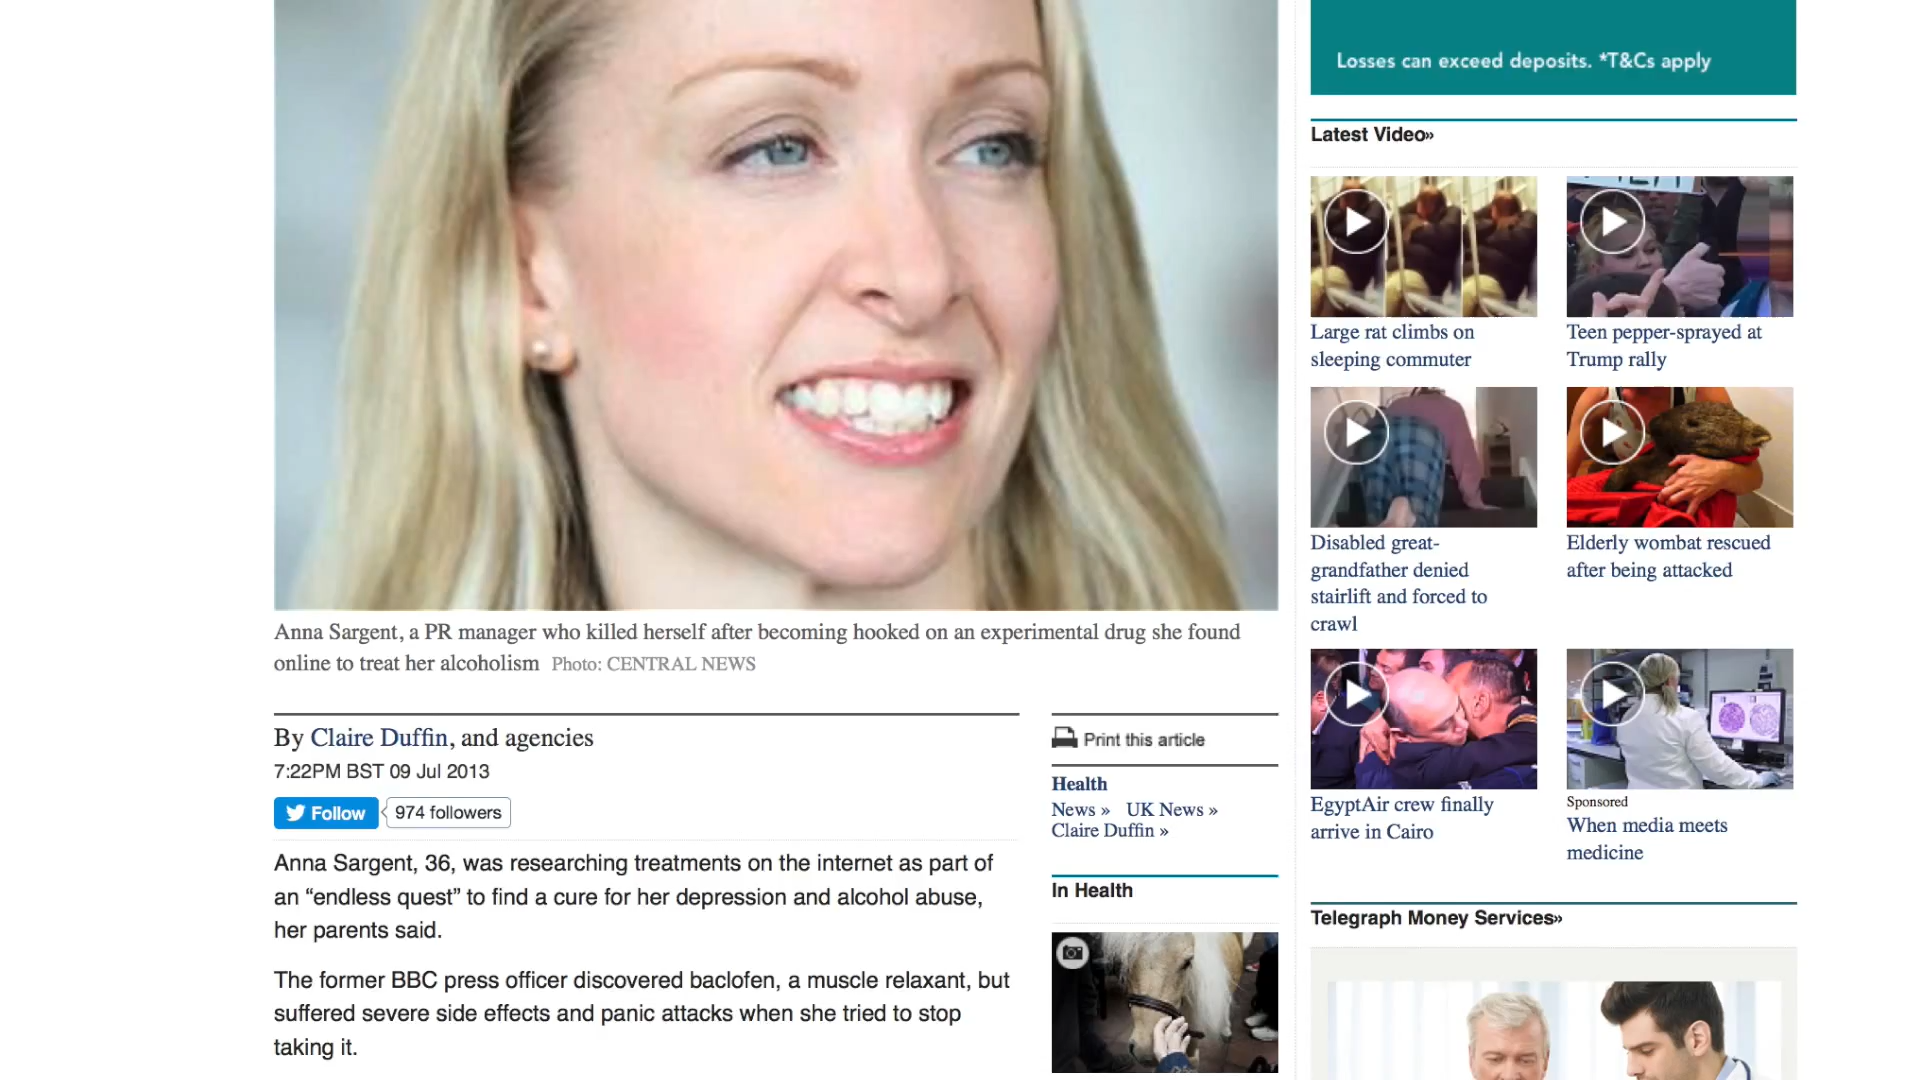 Losses can exceed deposits. *T&Cs apply
Latest Video»
Large rat climbs on
sleeping commuter
Teen pepper-sprayed at
Trump rally
Disabled great-
grandfather denied
stairlift and forced to
crawl
Elderly wombat rescued
after being attacked
EgyptAir crew finally
arrive in Cairo
Sponsored
When media meets
medicine
Telegraph Money Services»
Anna Sargent, a PR manager who killed herself after becoming hooked on an experimental drug she found
online to treat her alcoholism Photo: CENTRAL NEWS
By Claire Duffin, and agencies
7:22PM BST 09 Jul 2013
Follow 974 followers
Anna Sargent, 36, was researching treatments on the internet as part of
an “endless quest” to find a cure for her depression and alcohol abuse,
her parents said.
The former BBC press officer discovered baclofen, a muscle relaxant, but
suffered severe side effects and panic attacks when she tried to stop
taking it.
Print this article
Health
News » UK News »
Claire Duffin »
In Health